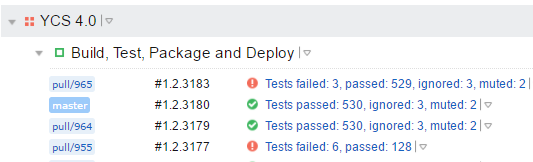 YCS 4.0
Build, Test, Package and Deploy
pull/965 #1.2.3183 Tests failed: 3, passed: 529, ignored: 3, muted: 2
master #1.2.3180 Tests passed: 530, ignored: 3, muted: 2
pull/964 #1.2.3179 Tests passed: 530, ignored: 3, muted: 2
pull/955 #1.2.3177 Tests failed: 6, passed: 128